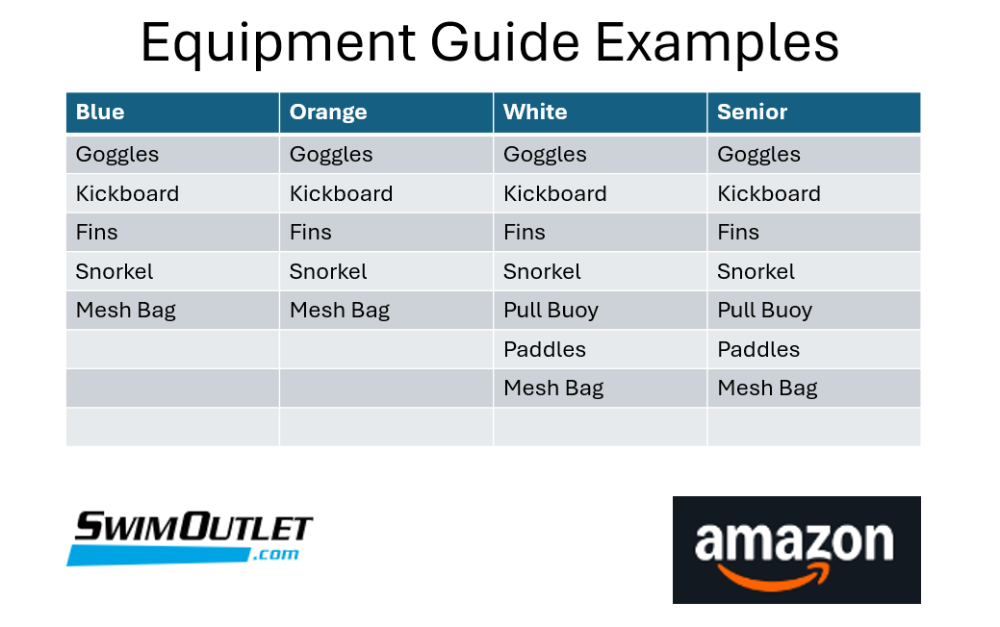 Equipment Guide Examples
Blue Orange White Senior
Goggles Goggles Goggles Goggles
Kickboard Kickboard Kickboard Kickboard
Fins Fins Fins Fins
Snorkel Snorkel Snorkel Snorkel
Mesh Bag Mesh Bag Pull Buoy Pull Buoy
Paddles Paddles
Mesh Bag Mesh Bag
SWIMOUTLET
.com
amazon